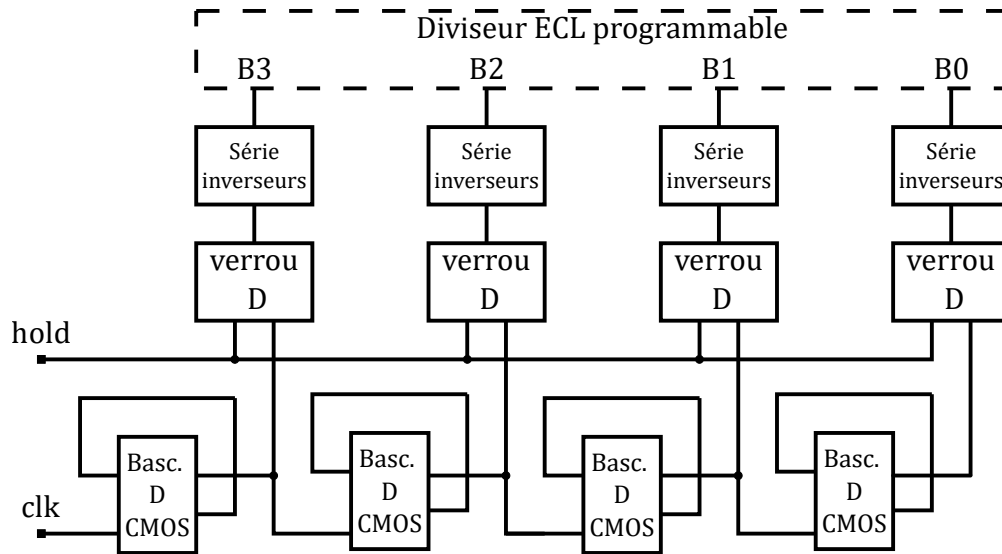 Diviseur ECL programmable
B3 B2 B1 B0
Série Série Série Série
inverseurs inverseurs inverseurs inverseurs
verrou verrou verrou verrou
D D D D
hold
Basc. Basc. Basc. Basc.
D D D D
CMOS CMOS CMOS CMOS
clk